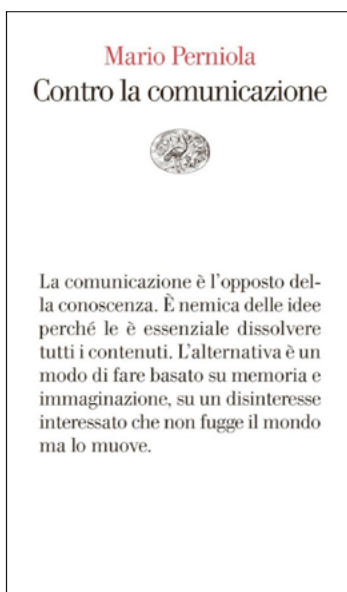 Mario Perniola
Contro la comunicazione
La comunicazione è l'opposto del-
la conoscenza. È nemica delle idee
perché le è essenziale dissolvere
tutti i contenuti. L'alternativa è un
modo di fare basato su memoria e
immaginazione, su un disinteresse
interessato che non fugge il mondo
ma lo muove.